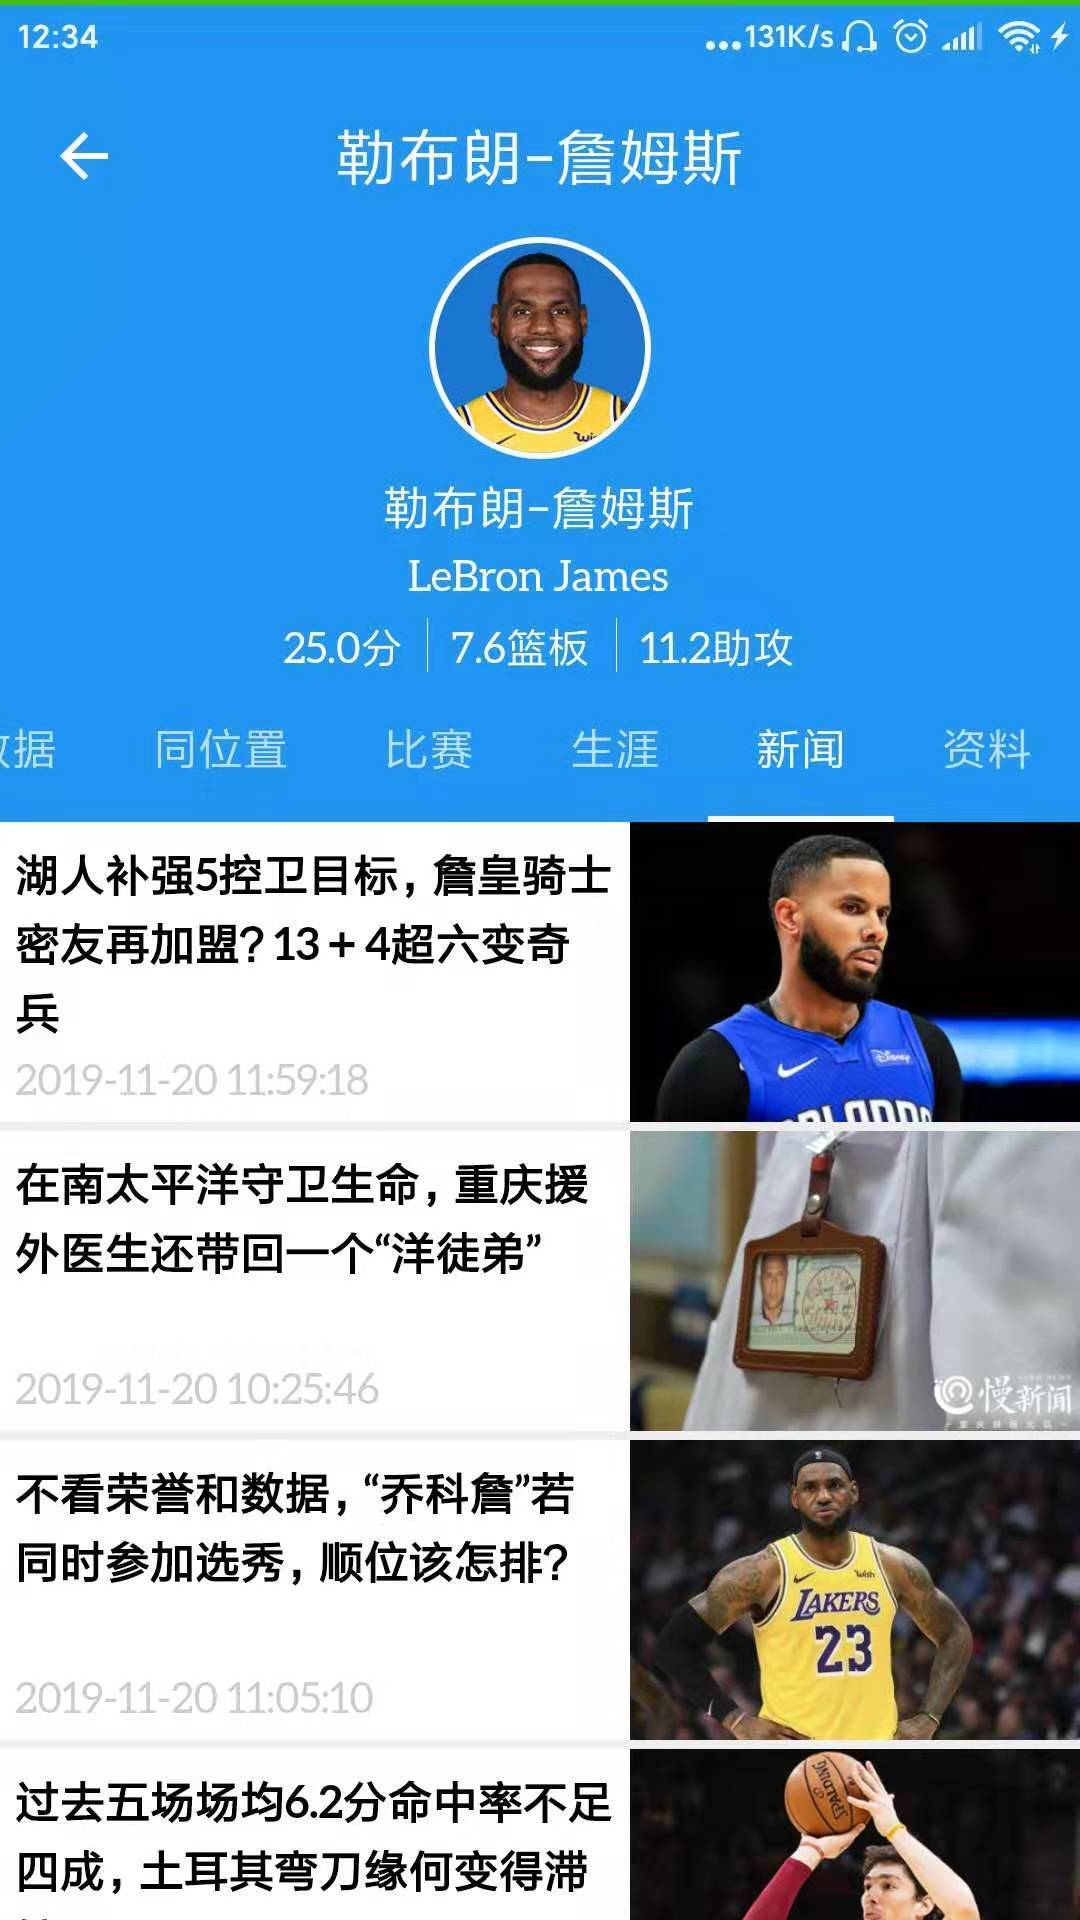 12:34
...131K/s
勒布朗-詹姆斯
勒布朗-詹姆斯
LeBron James
25.0分 7.6篮板 11.2助攻
据 同位置 比赛 生涯 新闻 资料
湖人补强5控卫目标，詹皇骑士
密友再加盟？13＋4超六变奇
兵
2019-11-20 11:59:18
Disney
在南太平洋守卫生命，重庆援
外医生还带回一个“洋徒弟”
2019-11-20 10:25:46
慢新闻
不看荣誉和数据，“乔科詹”若
同时参加选秀，顺位该怎排？
2019-11-20 11:05:10
wish
LAKERS
23
过去五场场均6.2分命中率不足
四成，土耳其弯刀缘何变得滞
SPALDING